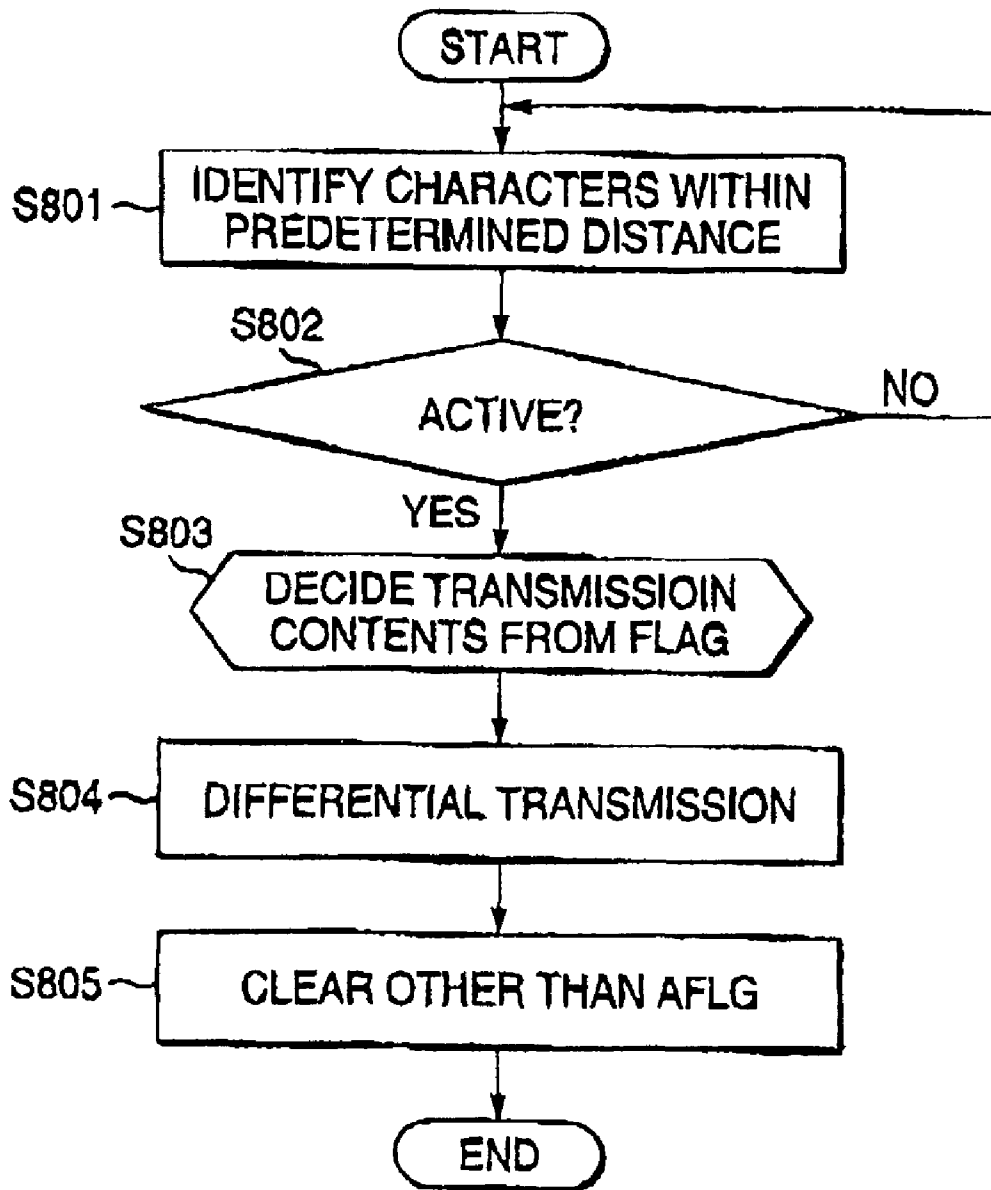 START
S801
IDENTIFY CHARACTERS WITHIN
PREDETERMINED DISTANCE
S802
ACTIVE?
NO
YES
S803
DECIDE TRANSMISSIOIN
CONTENTS FROM FLAG
S804
DIFFERENTIAL TRANSMISSION
S805
CLEAR OTHER THAN AFLG
END